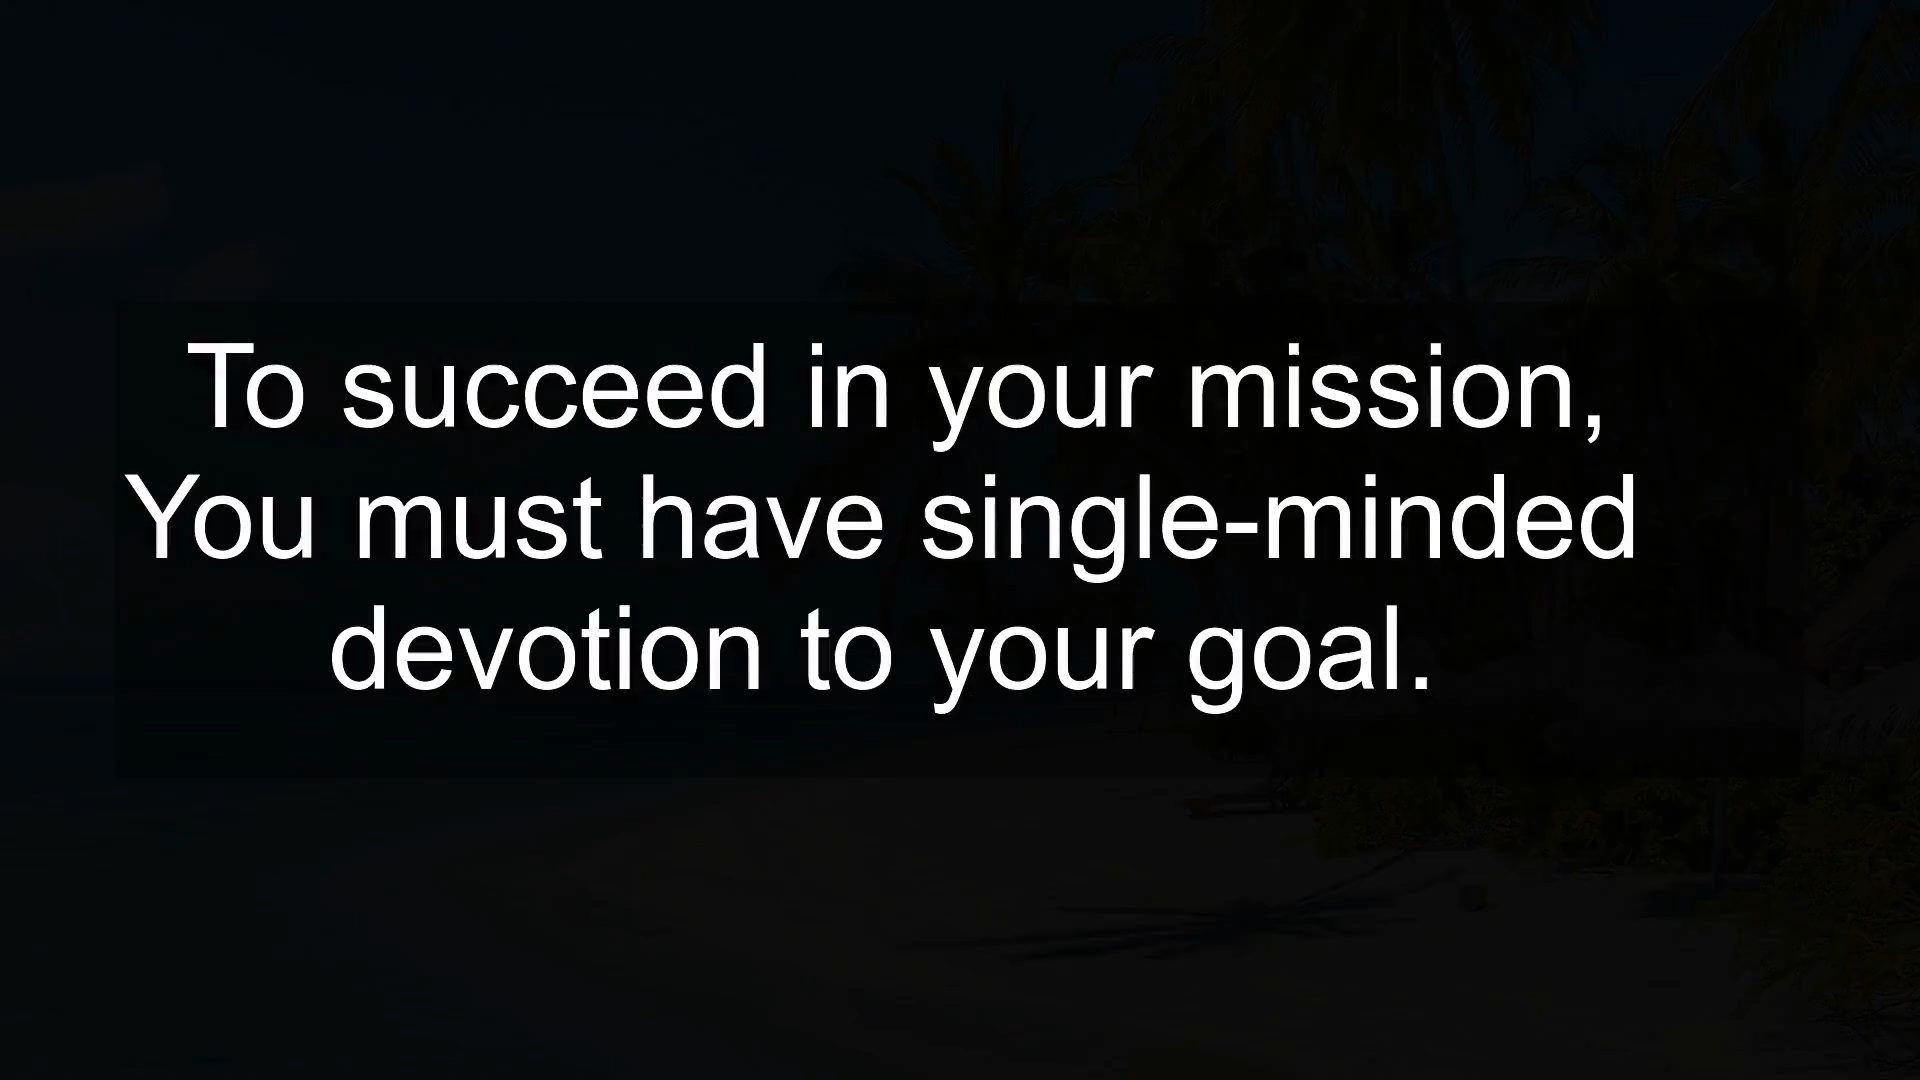 To succeed in your mission,
You must have single-minded
devotion to your goal.